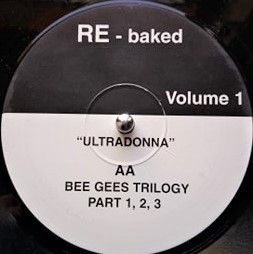 RE - baked
Volume 1
"ULTRADONNA"
AA
BEE GEES TRILOGY
PART 1, 2, 3